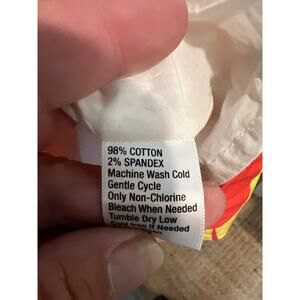 98% COTTON
2% SPANDEX
Machine Wash Cold
Gentle Cycle
Only Non-Chlorine
Bleach When Needed
Tumble Dry Low
Cool Iron If Needed